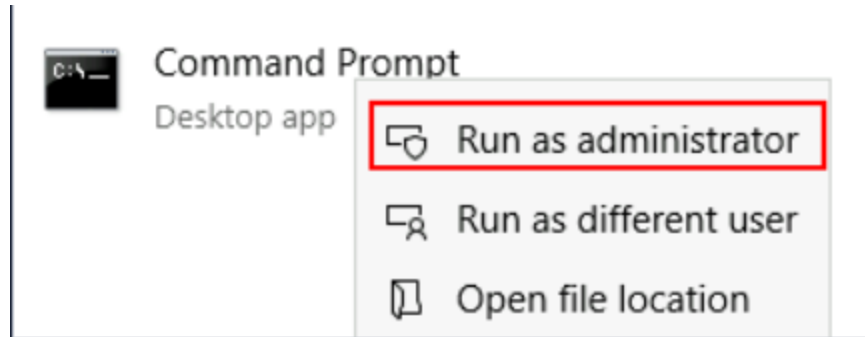 C:\_
Command Prompt
Desktop app
Run as administrator
Run as different user
Open file location